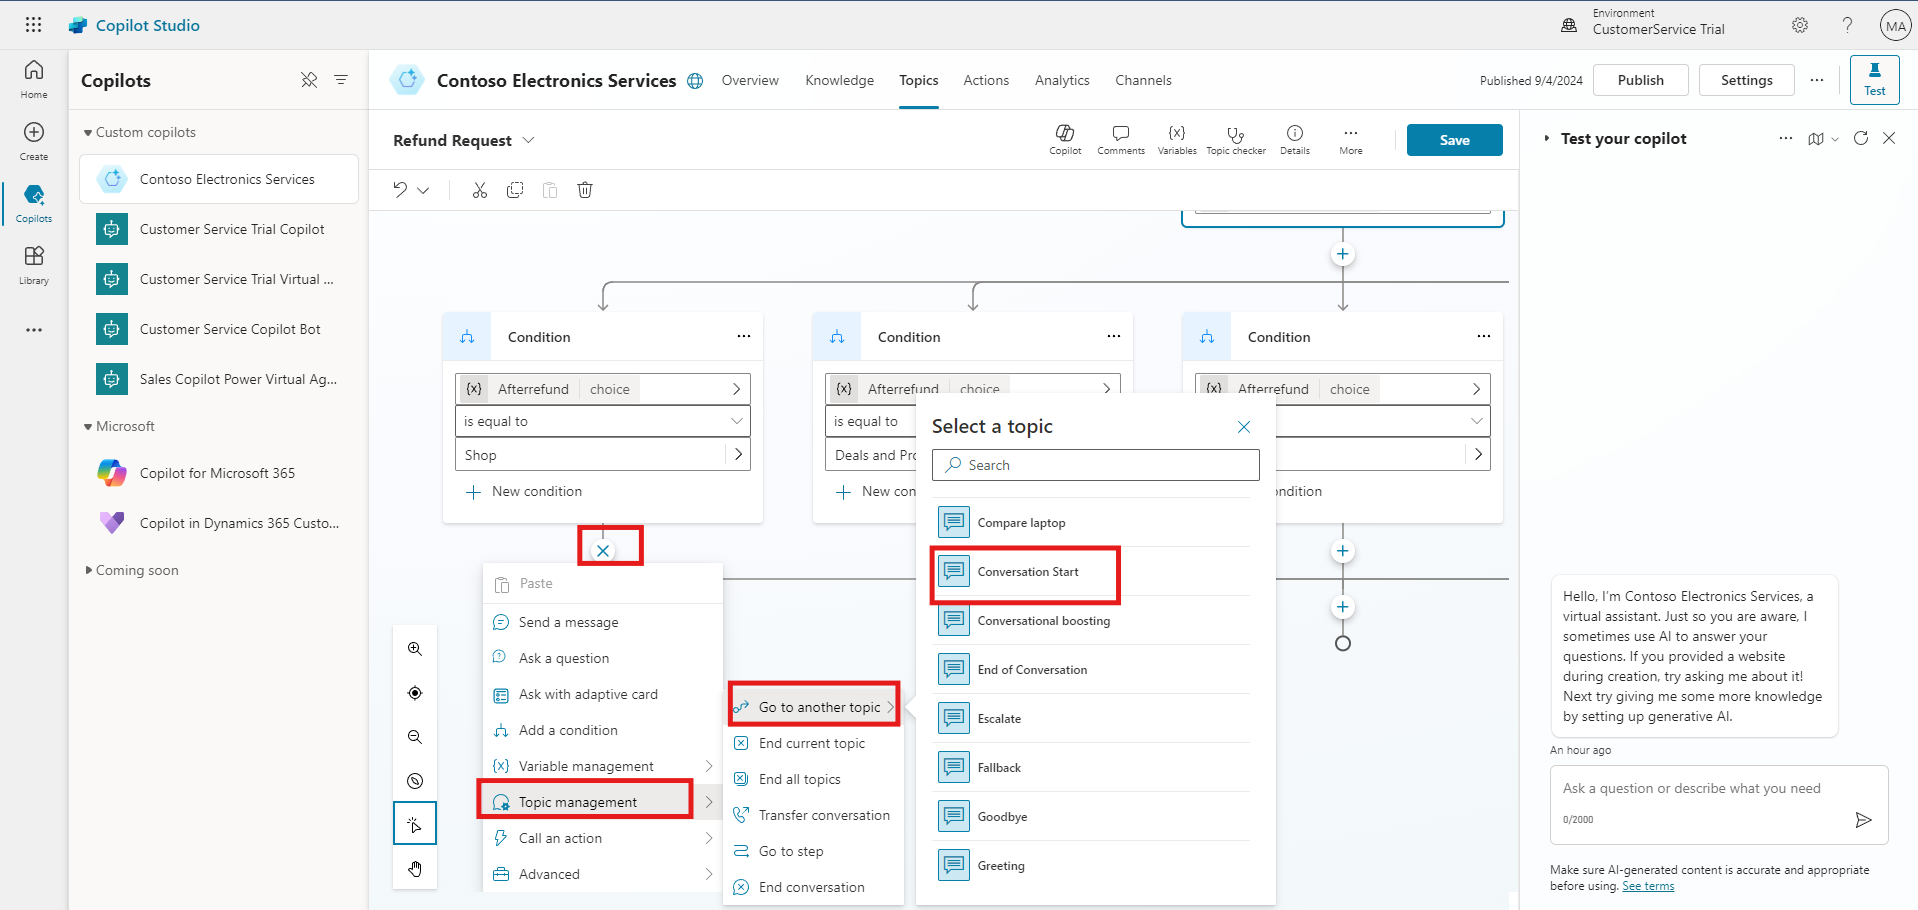 Copilot Studio
Environment
CustomerService Trial
MA
Home
Create
Copilots
Library
Copilots
Custom copilots
Contoso Electronics Services
Customer Service Trial Copilot
Customer Service Trial Virtual ...
Customer Service Copilot Bot
Sales Copilot Power Virtual Ag...
Microsoft
Copilot for Microsoft 365
Copilot in Dynamics 365 Custo...
Coming soon
Contoso Electronics Services
Overview
Knowledge
Topics
Actions
Analytics
Channels
Published 9/4/2024
Publish
Settings
Test
Refund Request
Copilot
Comments
Variables
Topic checker
Details
More
Save
Condition
{x} Afterrefund choice
is equal to
Shop
New condition
Condition
{x} Afterrefund choice
is equal to
Deals and Pro
New con
Condition
{x} Afterrefund choice
ondition
Paste
Send a message
Ask a question
Ask with adaptive card
Add a condition
{x} Variable management
Topic management
Call an action
Advanced
Go to another topic
End current topic
End all topics
Transfer conversation
Go to step
End conversation
Select a topic
Search
Compare laptop
Conversation Start
Conversational boosting
End of Conversation
Escalate
Fallback
Goodbye
Greeting
Test your copilot
Hello, I'm Contoso Electronics Services, a
virtual assistant. Just so you are aware, I
sometimes use AI to answer your
questions. If you provided a website
during creation, try asking me about it!
Next try giving me some more knowledge
by setting up generative AI.
An hour ago
Ask a question or describe what you need
0/2000
Make sure AI-generated content is accurate and appropriate
before using. See terms